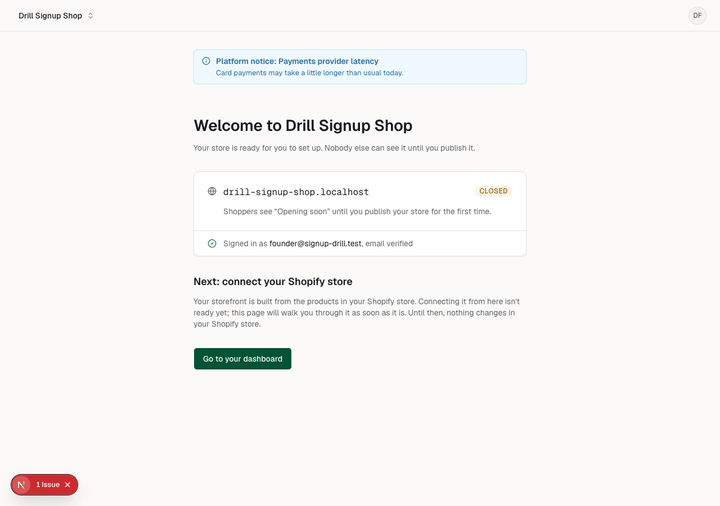 Drill Signup Shop
DF
Platform notice: Payments provider latency
Card payments may take a little longer than usual today.
Welcome to Drill Signup Shop
Your store is ready for you to set up. Nobody else can see it until you publish it.
drill-signup-shop.localhost
CLOSED
Shoppers see “Opening soon” until you publish your store for the first time.
Signed in as founder@signup-drill.test, email verified
Next: connect your Shopify store
Your storefront is built from the products in your Shopify store. Connecting it from here isn't
ready yet; this page will walk you through it as soon as it is. Until then, nothing changes in
your Shopify store.
Go to your dashboard
N
1 Issue